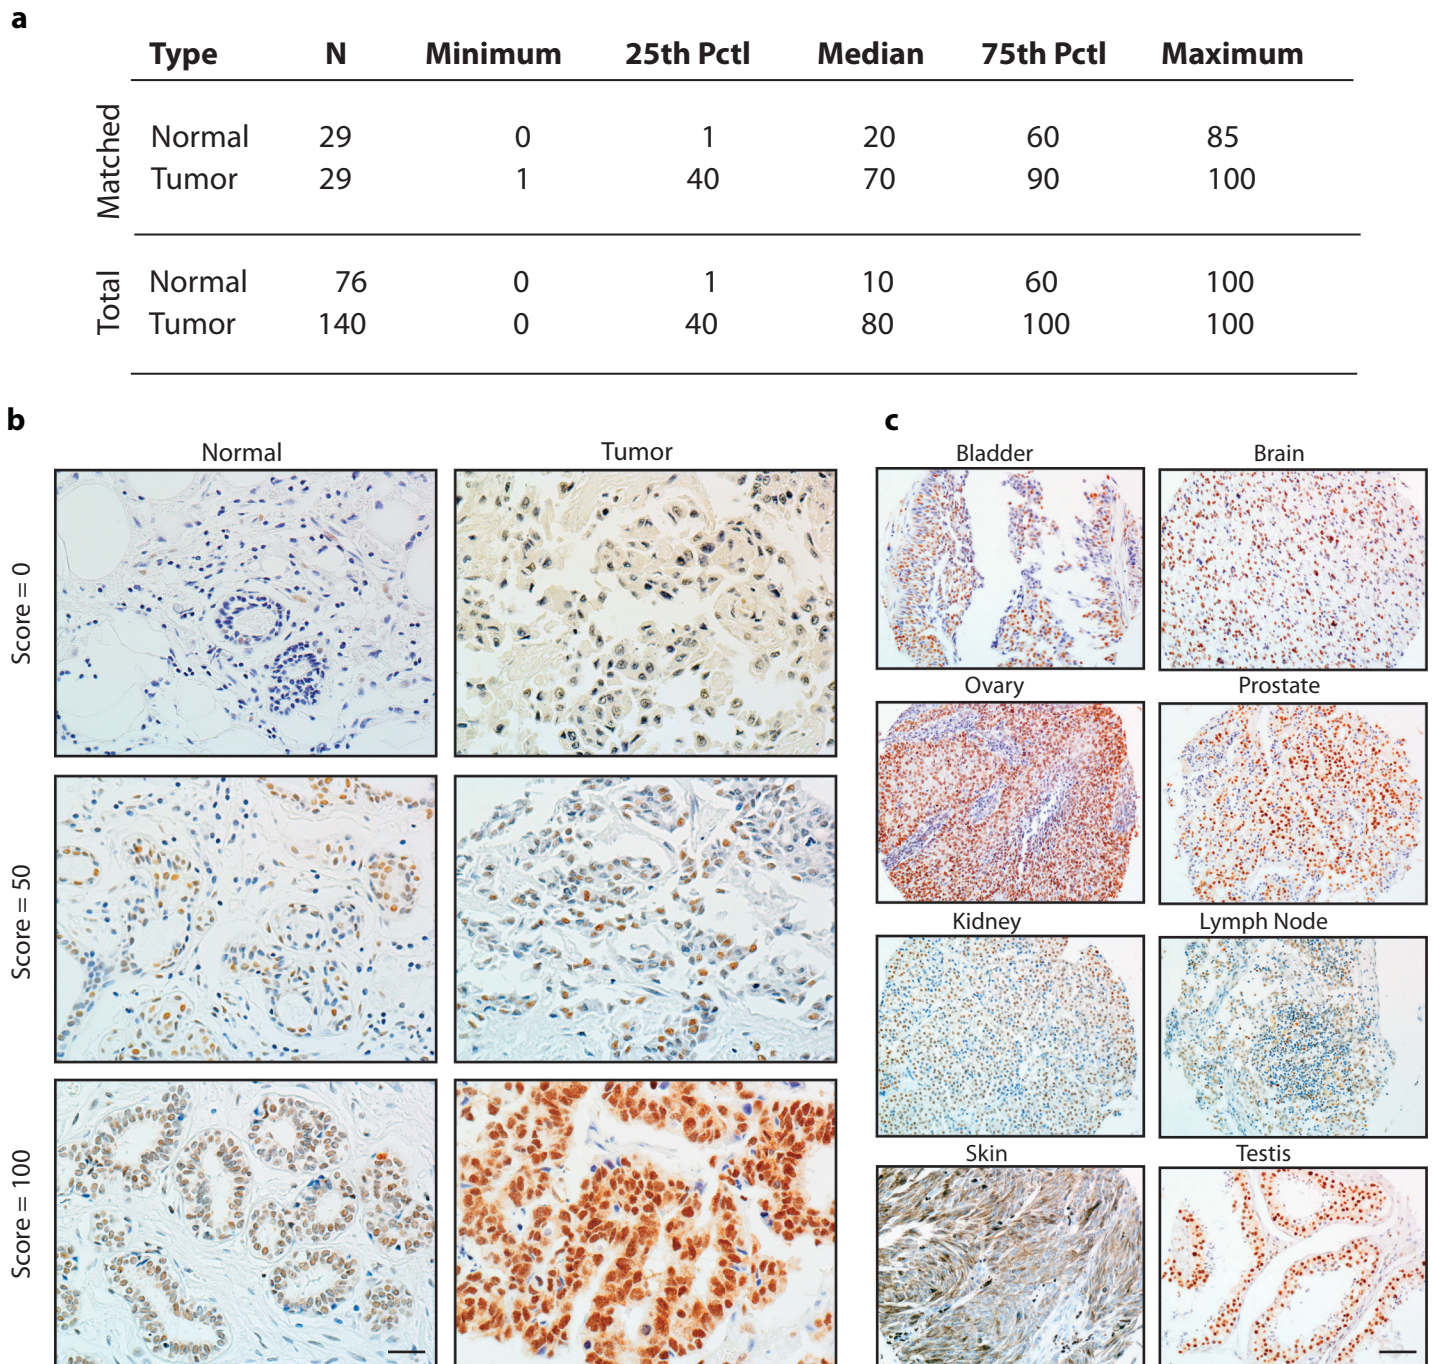 a
Type N Minimum 25th Pctl Median 75th Pctl Maximum
Matched
Normal 29 0 1 20 60 85
Tumor 29 1 40 70 90 100
Total
Normal 76 0 1 10 60 100
Tumor 140 0 40 80 100 100
b
Normal Tumor
Score = 0
Score = 50
Score = 100
c
Bladder Brain
Ovary Prostate
Kidney Lymph Node
Skin Testis